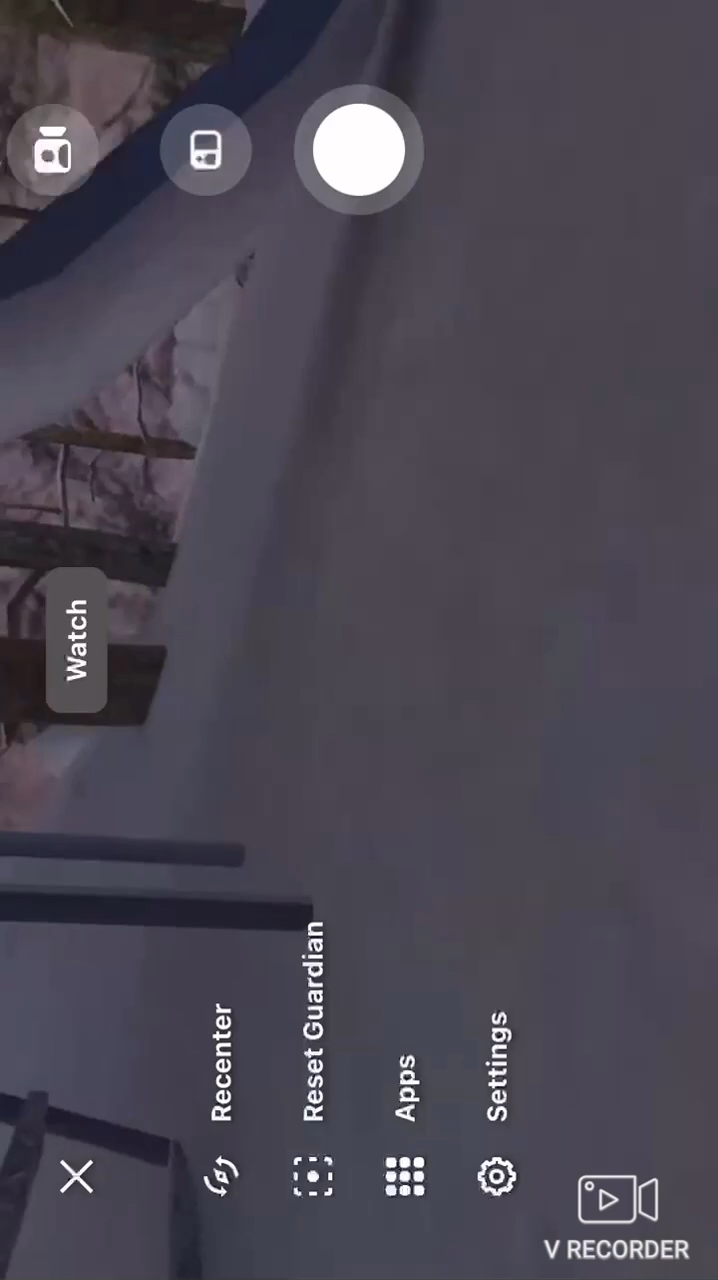 Watch
Recenter
Reset Guardian
Apps
Settings
V RECORDER